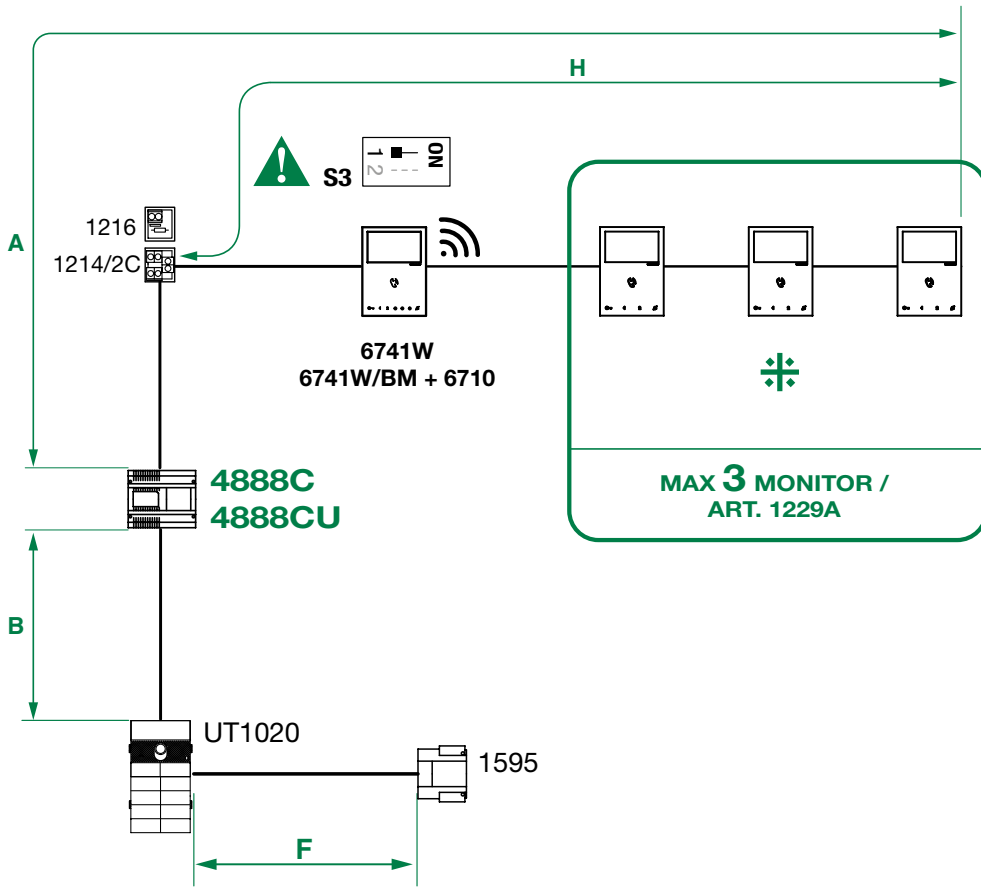 H
S3
ON
1
2
A
1216
1214/2C
6741W
6741W/BM + 6710
MAX 3 MONITOR /
ART. 1229A
4888C
4888CU
B
UT1020
1595
F